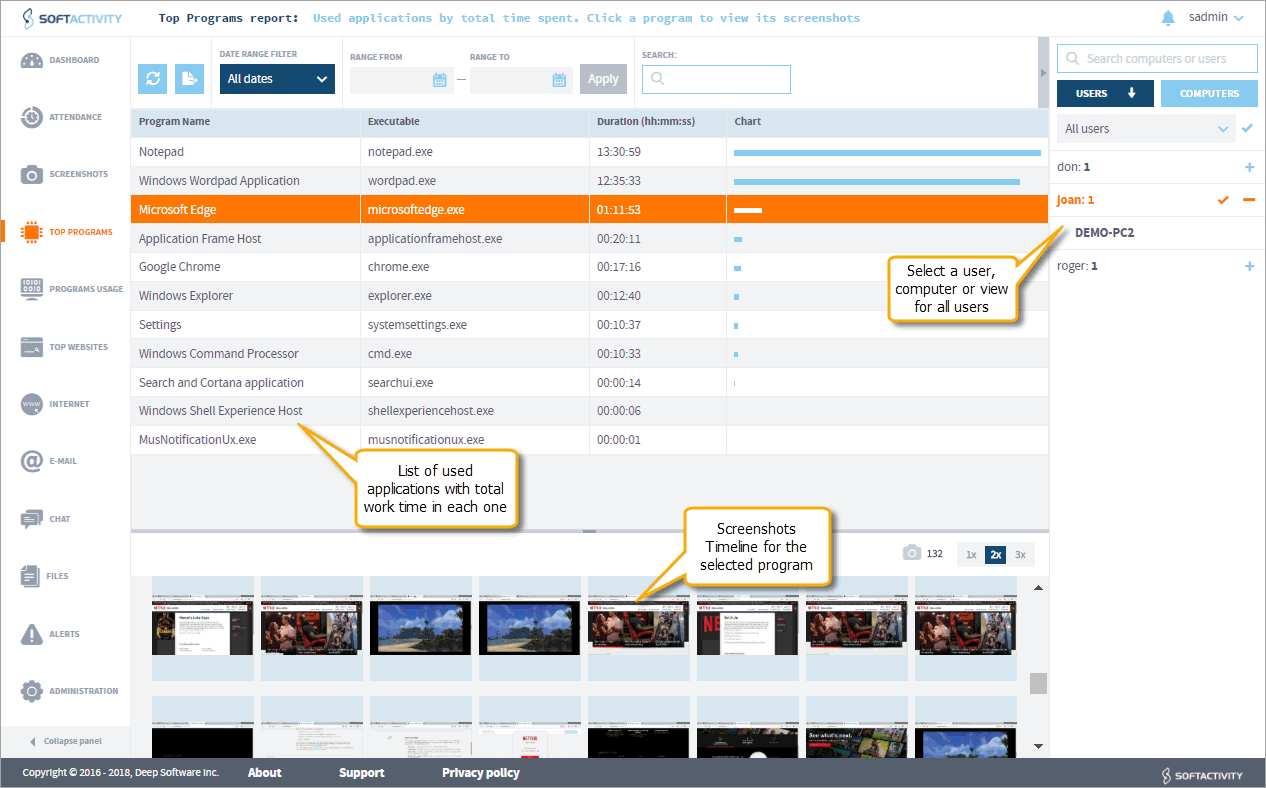 SOFTACTIVITY
Top Programs report: Used applications by total time spent. Click a program to view its screenshots
sadmin
DASHBOARD
ATTENDANCE
SCREENSHOTS
TOP PROGRAMS
PROGRAMS USAGE
TOP WEBSITES
INTERNET
E-MAIL
CHAT
FILES
ALERTS
ADMINISTRATION
Collapse panel
DATE RANGE FILTER
All dates
RANGE FROM
RANGE TO
Apply
SEARCH:
Program Name Executable Duration (hh:mm:ss) Chart
Notepad notepad.exe 13:30:59
Windows Wordpad Application wordpad.exe 12:35:33
Microsoft Edge microsoftedge.exe 01:11:53
Application Frame Host applicationframehost.exe 00:20:11
Google Chrome chrome.exe 00:17:16
Windows Explorer explorer.exe 00:12:40
Settings systemsettings.exe 00:10:37
Windows Command Processor cmd.exe 00:10:33
Search and Cortana application searchui.exe 00:00:14
Windows Shell Experience Host shellexperiencehost.exe 00:00:06
MusNotificationUx.exe musnotificationux.exe 00:00:01
List of used
applications with total
work time in each one
Search computers or users
USERS
COMPUTERS
All users
don: 1
Joan: 1
DEMO-PC2
roger: 1
Select a user,
computer or view
for all users
Screenshots
Timeline for the
selected program
132
1x 2x 3x
NETFLIX
See what's next.
Copyright © 2016 - 2018, Deep Software Inc.
About
Support
Privacy policy
SOFTACTIVITY